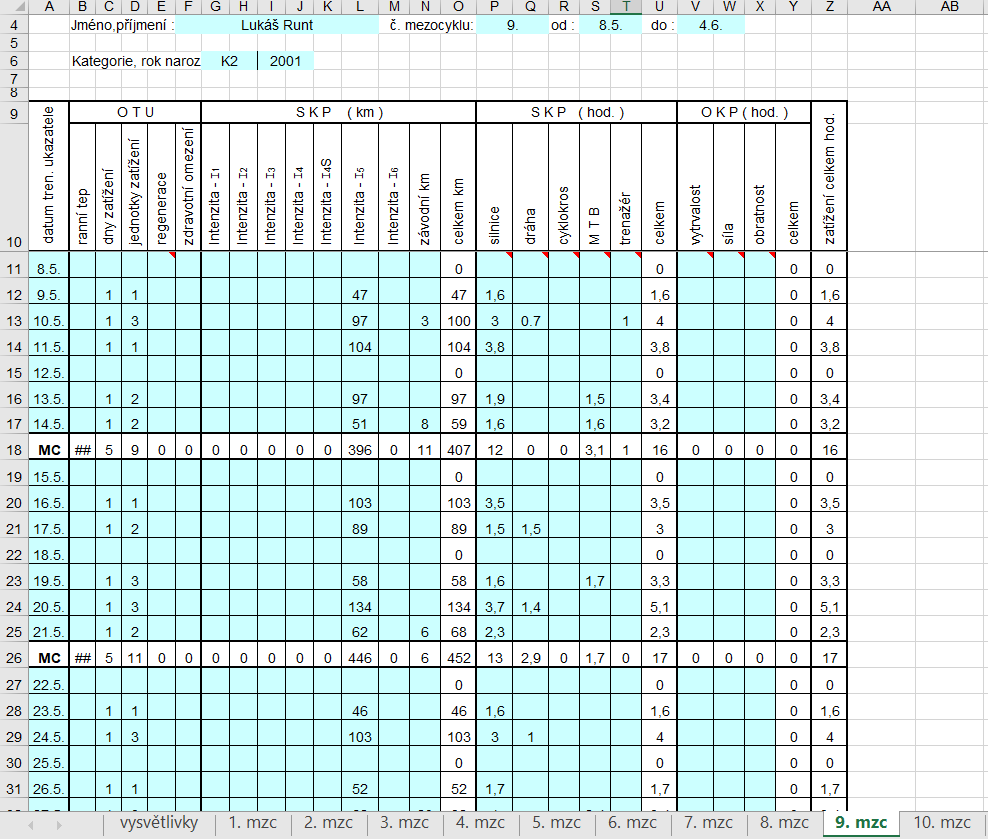 A B C D E F G H I J K L M N O P Q R S T U V W X Y Z AA AB
4 Jméno,příjmení : Lukáš Runt č. mezocyklu: 9. od : 8.5. do : 4.6.
5
6 Kategorie, rok naroz K2 2001
7
8
9 O T U S K P ( km ) S K P ( hod. ) O K P ( hod. )
10 datum tren. ukazatele ranní tep dny zatížení jednotky zatížení regenerace zdravotní omezení Intenzita - I1 Intenzita - I2 Intenzita - I3 Intenzita - I4 Intenzita - I4S Intenzita - I5 Intenzita - I6 závodní km celkem km silnice dráha cyklokros M T B trenažér celkem vytrvalost síla obratnost celkem zatížení celkem hod.
11 8.5. 0 0 0 0
12 9.5. 1 1 47 47 1,6 1,6 0 1,6
13 10.5. 1 3 97 3 100 3 0.7 1 4 0 4
14 11.5. 1 1 104 104 3,8 3,8 0 3,8
15 12.5. 0 0 0 0
16 13.5. 1 2 97 97 1,9 1,5 3,4 0 3,4
17 14.5. 1 2 51 8 59 1,6 1,6 3,2 0 3,2
18 MC ## 5 9 0 0 0 0 0 0 0 396 0 11 407 12 0 0 3,1 1 16 0 0 0 0 16
19 15.5. 0 0 0 0
20 16.5. 1 1 103 103 3,5 3,5 0 3,5
21 17.5. 1 2 89 89 1,5 1,5 3 0 3
22 18.5. 0 0 0 0
23 19.5. 1 3 58 58 1,6 1,7 3,3 0 3,3
24 20.5. 1 3 134 134 3,7 1,4 5,1 0 5,1
25 21.5. 1 2 62 6 68 2,3 2,3 0 2,3
26 MC ## 5 11 0 0 0 0 0 0 0 446 0 6 452 13 2,9 0 1,7 0 17 0 0 0 0 17
27 22.5. 0 0 0 0
28 23.5. 1 1 46 46 1,6 1,6 0 1,6
29 24.5. 1 3 103 103 3 1 4 0 4
30 25.5. 0 0 0 0
31 26.5. 1 1 52 52 1,7 1,7 0 1,7
vysvětlivky 1. mzc 2. mzc 3. mzc 4. mzc 5. mzc 6. mzc 7. mzc 8. mzc 9. mzc 10. mzc